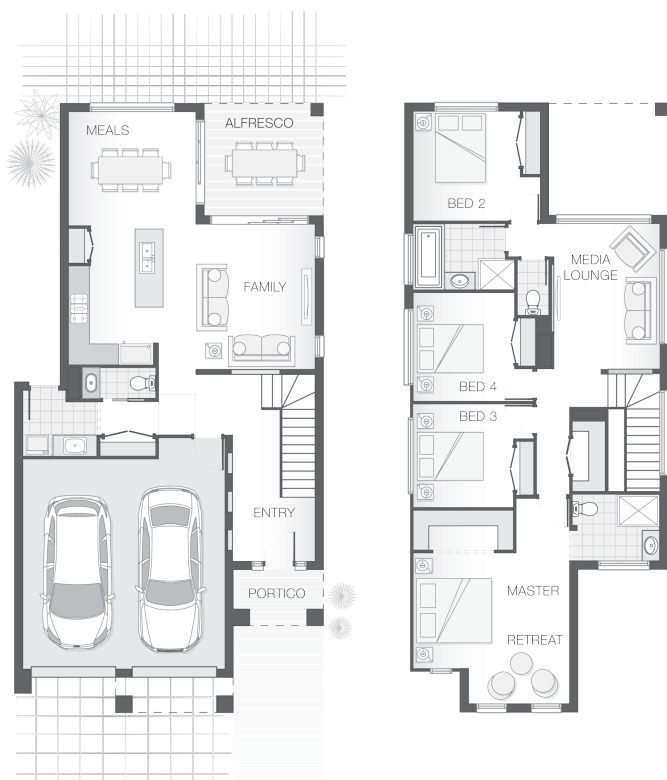 MEALS
ALFRESCO
FAMILY
ENTRY
PORTICO
BED 2
MEDIA
LOUNGE
BED 4
BED 3
MASTER
RETREAT